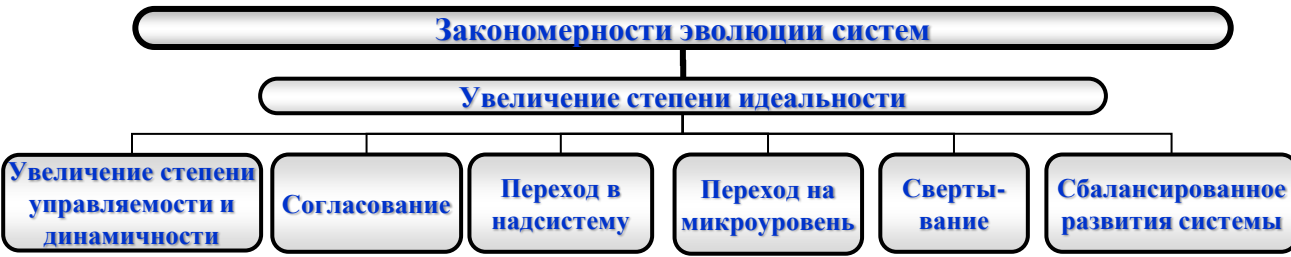 Закономерности эволюции систем
Увеличение степени идеальности
Увеличение степени
управляемости и
динамичности
Согласование
Переход в
надсистему
Переход на
микроуровень
Сверты-
вание
Сбалансированное
развития системы